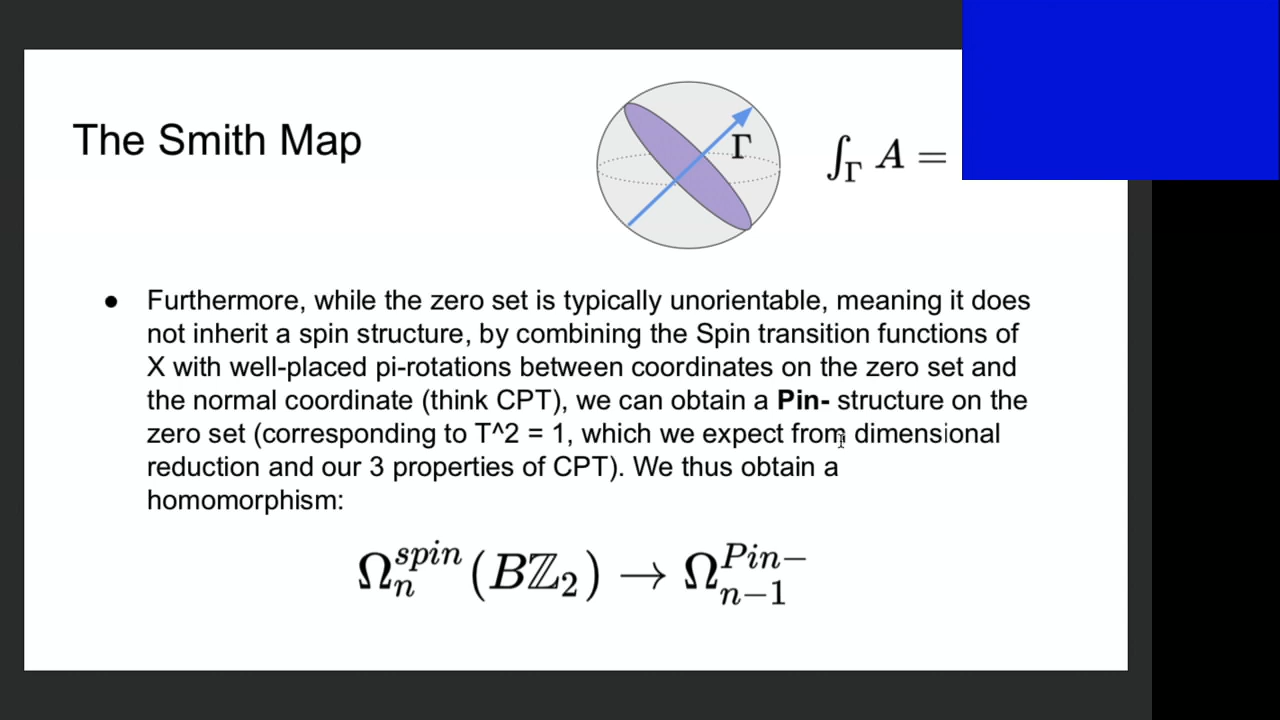 The Smith Map
Γ
∫_Γ A =
● Furthermore, while the zero set is typically unorientable, meaning it does
not inherit a spin structure, by combining the Spin transition functions of
X with well-placed pi-rotations between coordinates on the zero set and
the normal coordinate (think CPT), we can obtain a Pin- structure on the
zero set (corresponding to T^2 = 1, which we expect from dimensional
reduction and our 3 properties of CPT). We thus obtain a
homomorphism:
Ω_n^{spin}(Bℤ_2) → Ω_{n−1}^{Pin−}